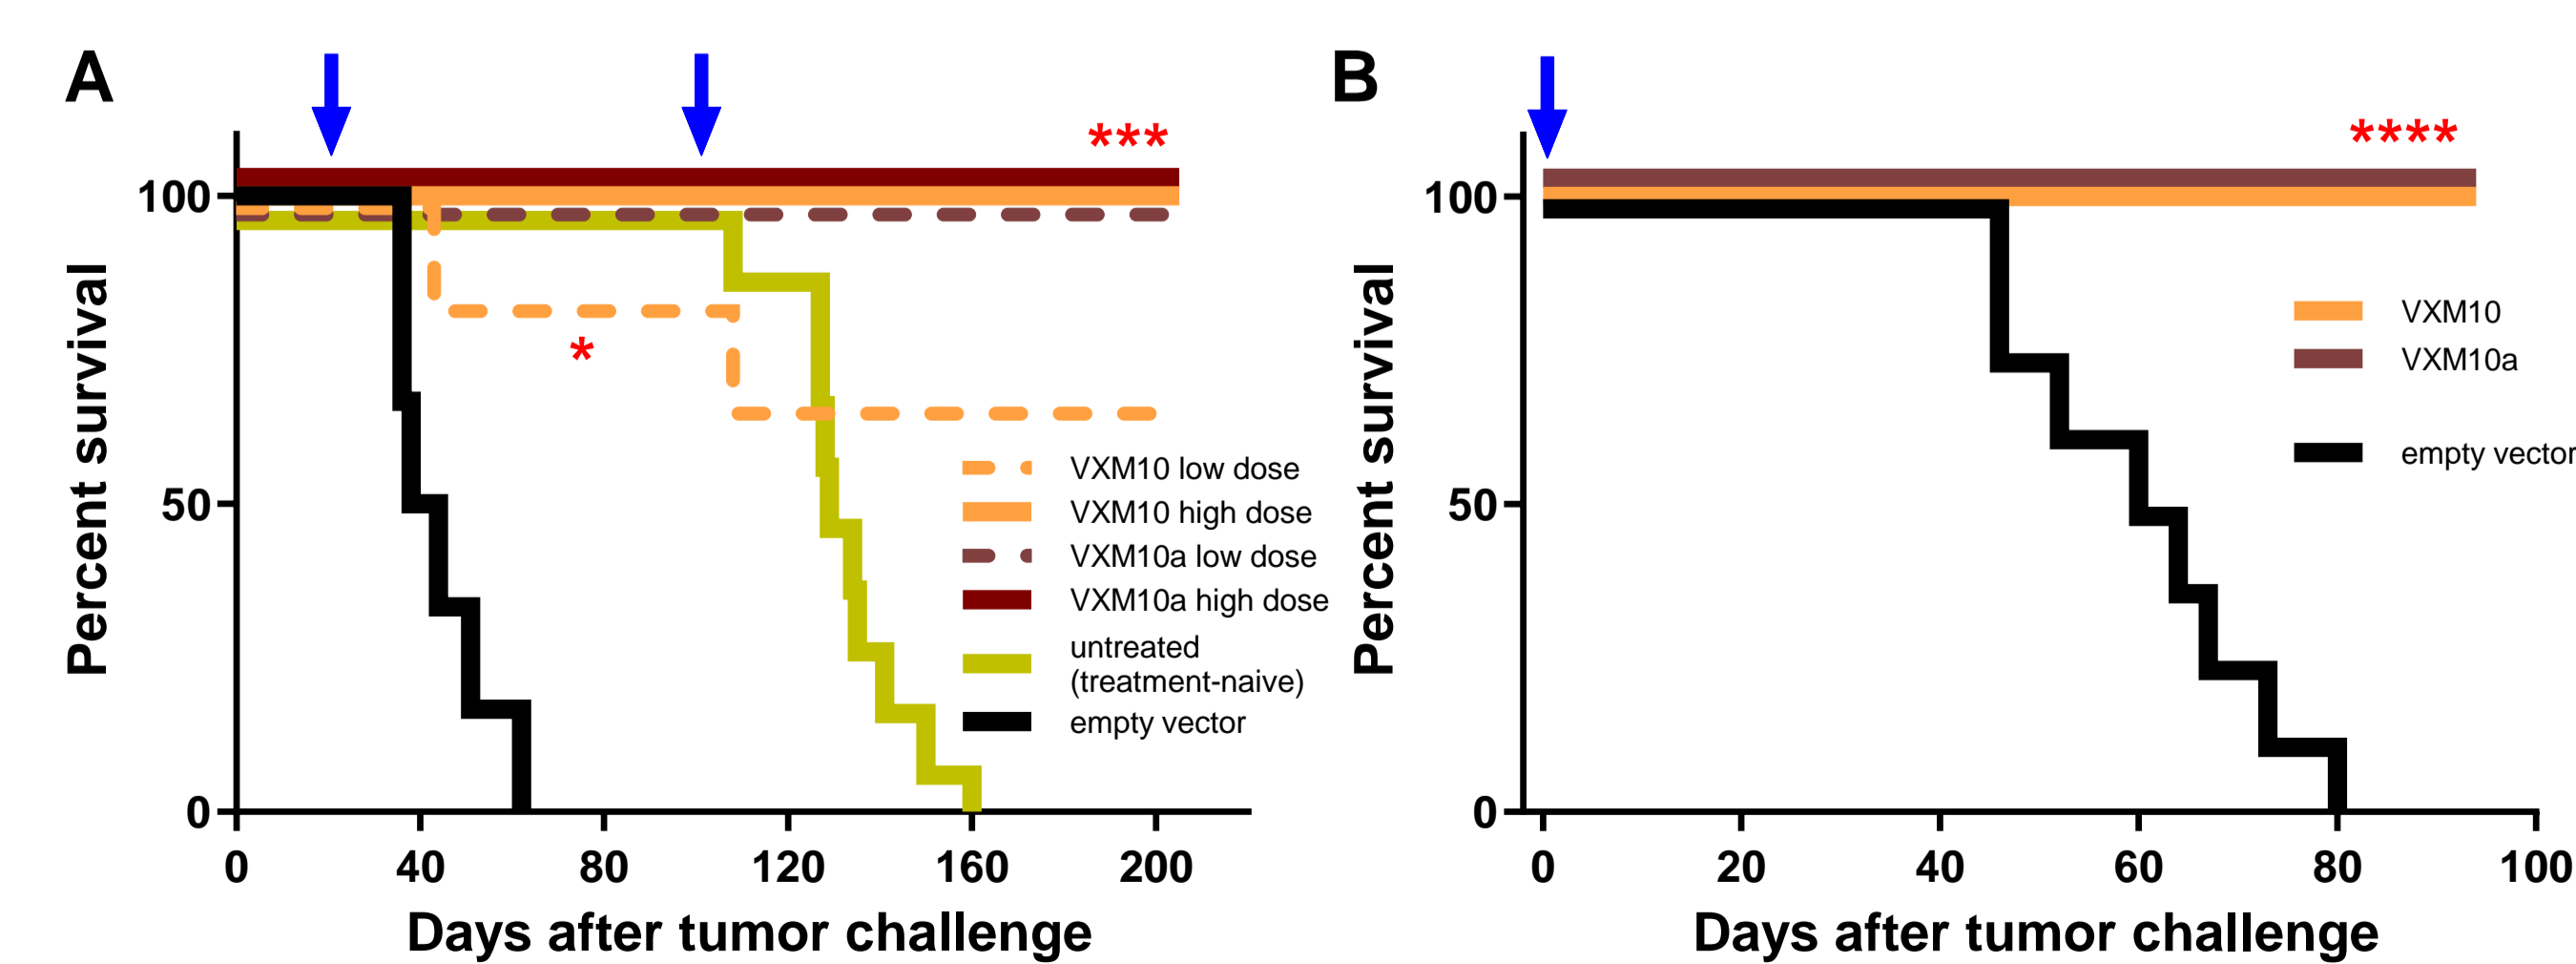 A
B
***
****
100
50
0
*
Percent survival
VXM10 low dose
VXM10 high dose
VXM10a low dose
VXM10a high dose
untreated
(treatment-naive)
empty vector
0 40 80 120 160 200
Days after tumor challenge
100
50
0
Percent survival
VXM10
VXM10a
empty vector
0 20 40 60 80 100
Days after tumor challenge